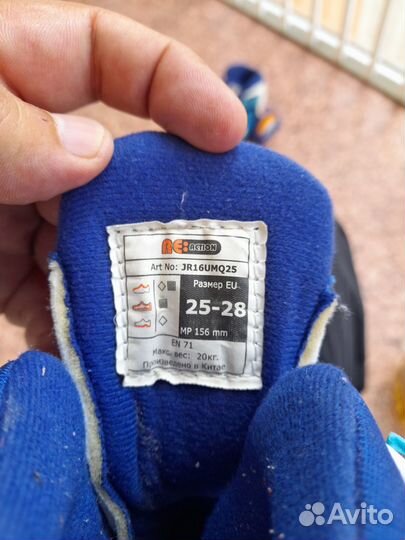 RE:ACTION
Art No: JR16UMQ25
Размер EU
25-28
MP 156 mm
EN 71
Макс. вес: 20кг.
Произведено в Китае
Avito